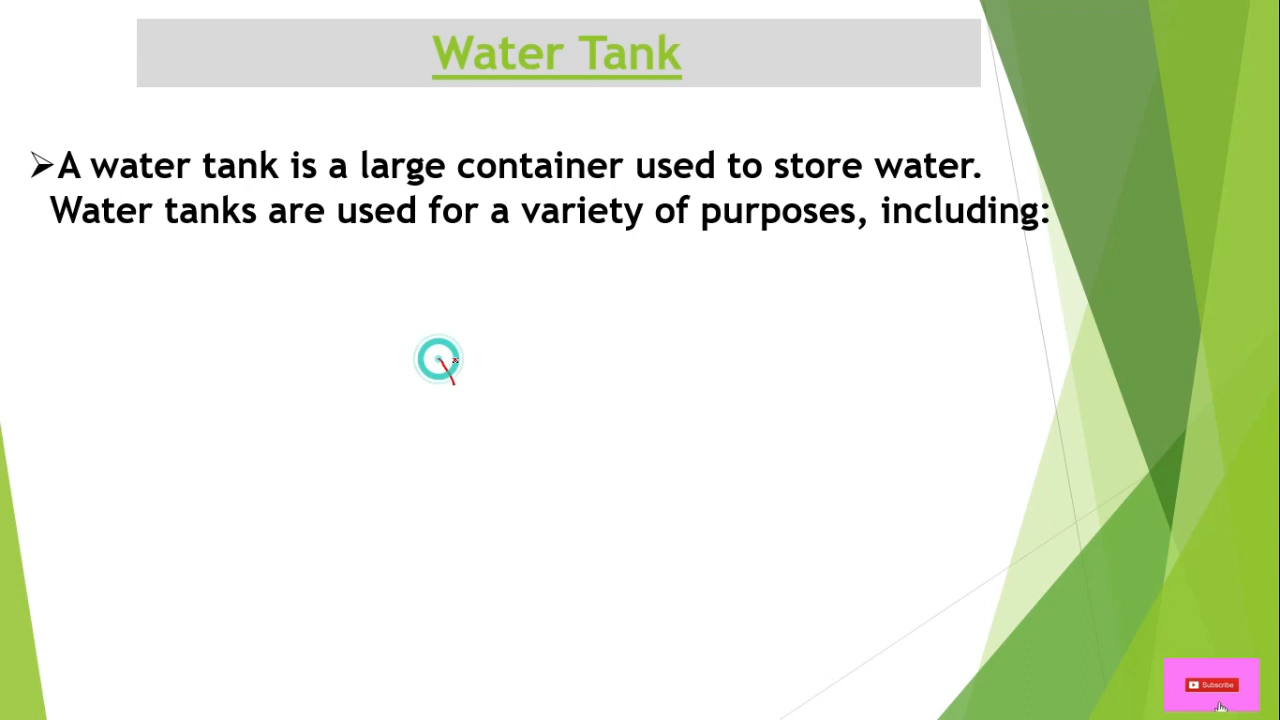 Water Tank
➢A water tank is a large container used to store water.
Water tanks are used for a variety of purposes, including:
Subscribe